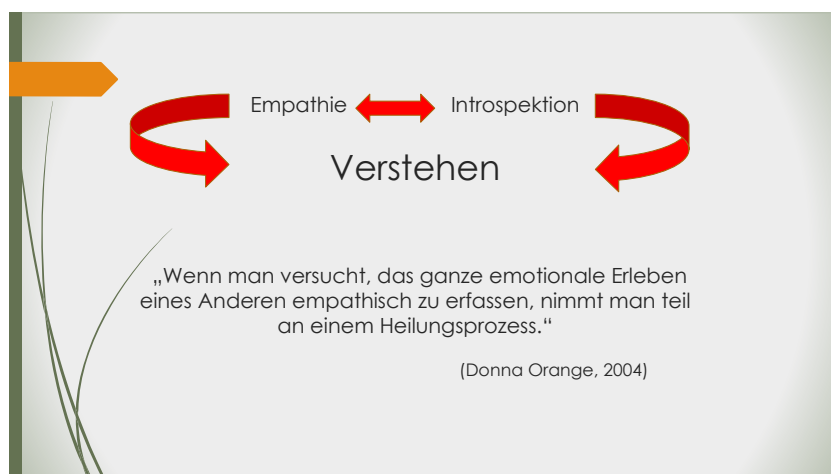 Empathie Introspektion
Verstehen
„Wenn man versucht, das ganze emotionale Erleben
eines Anderen empathisch zu erfassen, nimmt man teil
an einem Heilungsprozess.“
(Donna Orange, 2004)